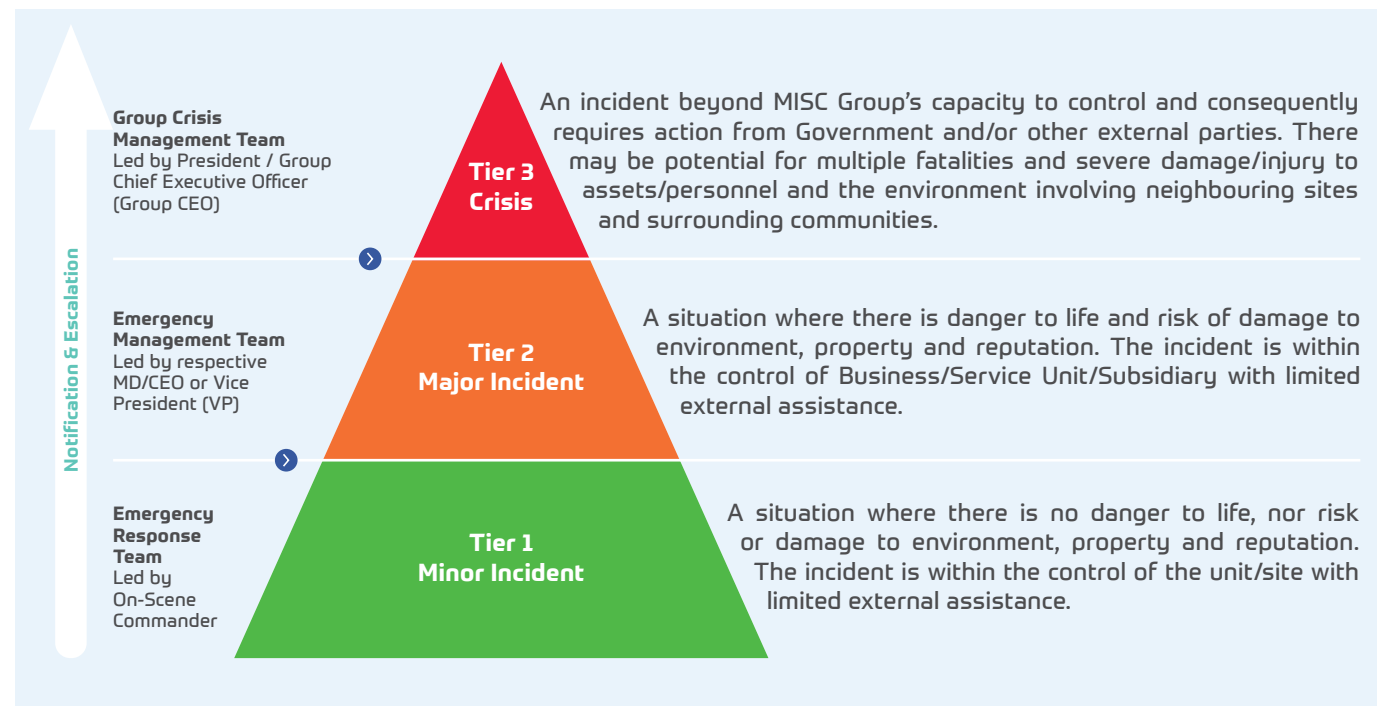 Notification & Escalation
Group Crisis
Management Team
Led by President / Group
Chief Executive Officer
(Group CEO)
Tier 3
Crisis
An incident beyond MISC Group's capacity to control and consequently
requires action from Government and/or other external parties. There
may be potential for multiple fatalities and severe damage/injury to
assets/personnel and the environment involving neighbouring sites
and surrounding communities.
Emergency
Management Team
Led by respective
MD/CEO or Vice
President (VP)
Tier 2
Major Incident
A situation where there is danger to life and risk of damage to
environment, property and reputation. The incident is within
the control of Business/Service Unit/Subsidiary with limited
external assistance.
Emergency
Response
Team
Led by
On-Scene
Commander
Tier 1
Minor Incident
A situation where there is no danger to life, nor risk
or damage to environment, property and reputation.
The incident is within the control of the unit/site with
limited external assistance.